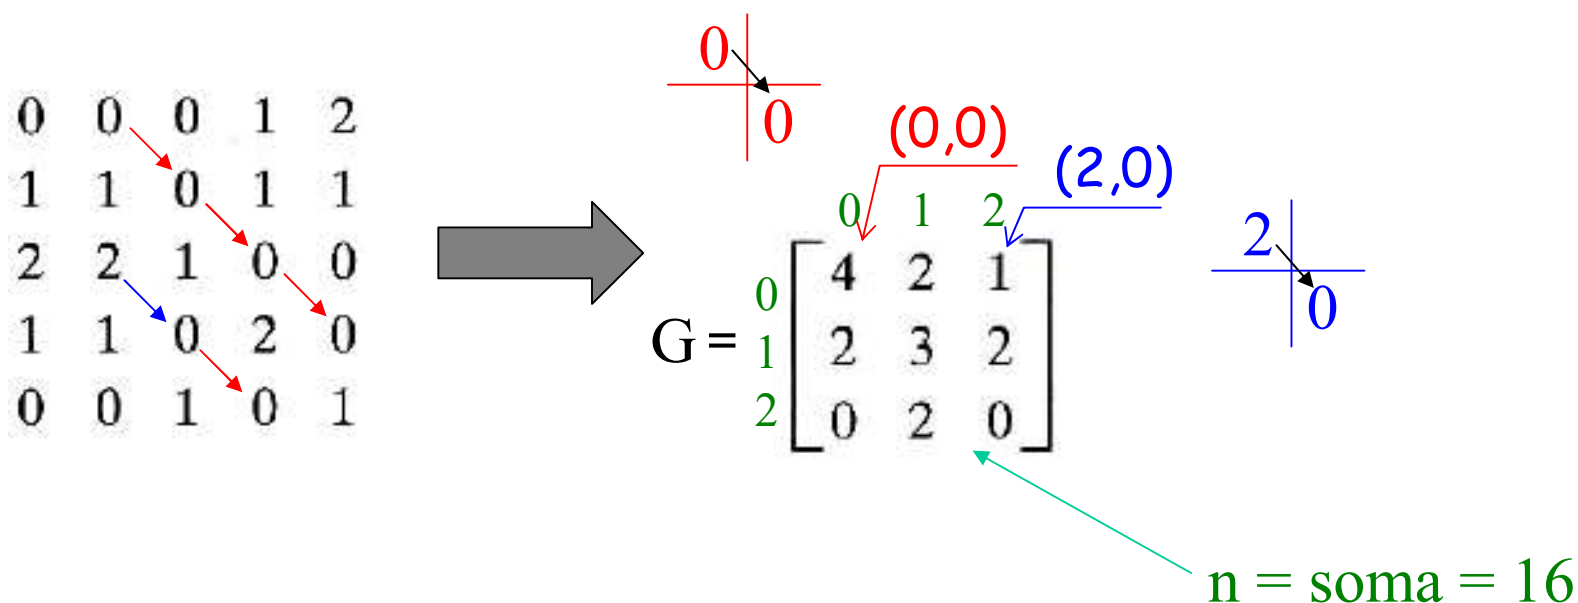 0
0
(0,0)
0 0 0 1 2
1 1 0 1 1
2 2 1 0 0
1 1 0 2 0
0 0 1 0 1
(2,0)
0 1 2
2
0
G =
0
1
2
4 2 1
2 3 2
0 2 0
n = soma = 16